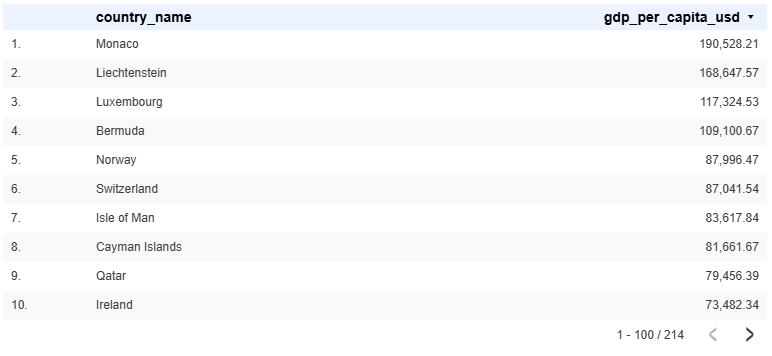 country_name gdp_per_capita_usd
1. Monaco 190,528.21
2. Liechtenstein 168,647.57
3. Luxembourg 117,324.53
4. Bermuda 109,100.67
5. Norway 87,996.47
6. Switzerland 87,041.54
7. Isle of Man 83,617.84
8. Cayman Islands 81,661.67
9. Qatar 79,456.39
10. Ireland 73,482.34
1 - 100 / 214